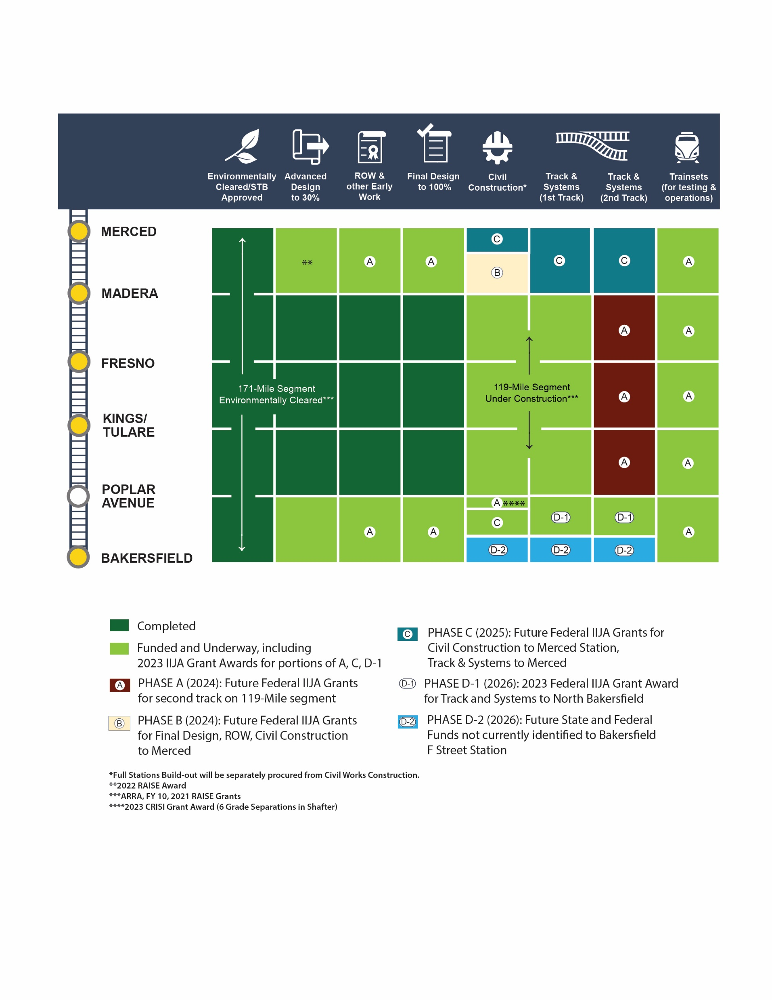 Environmentally
Cleared/STB
Approved
Advanced
Design
to 30%
ROW &
other Early
Work
Final Design
to 100%
Civil
Construction*
Track &
Systems
(1st Track)
Track &
Systems
(2nd Track)
Trainsets
(for testing &
operations)
MERCED
**
A
A
C
B
C
C
A
MADERA
A
A
FRESNO
171-Mile Segment
Environmentally Cleared***
119-Mile Segment
Under Construction***
A
A
KINGS/
TULARE
A
A
POPLAR
AVENUE
A
A
A ****
C
D-2
D-1
D-2
D-1
D-2
A
BAKERSFIELD
Completed
Funded and Underway, including
2023 IIJA Grant Awards for portions of A, C, D-1
A PHASE A (2024): Future Federal IIJA Grants
for second track on 119-Mile segment
B PHASE B (2024): Future Federal IIJA Grants
for Final Design, ROW, Civil Construction
to Merced
C PHASE C (2025): Future Federal IIJA Grants for
Civil Construction to Merced Station,
Track & Systems to Merced
D-1 PHASE D-1 (2026): 2023 Federal IIJA Grant Award
for Track and Systems to North Bakersfield
D-2 PHASE D-2 (2026): Future State and Federal
Funds not currently identified to Bakersfield
F Street Station
*Full Stations Build-out will be separately procured from Civil Works Construction.
**2022 RAISE Award
***ARRA, FY 10, 2021 RAISE Grants
****2023 CRISI Grant Award (6 Grade Separations in Shafter)